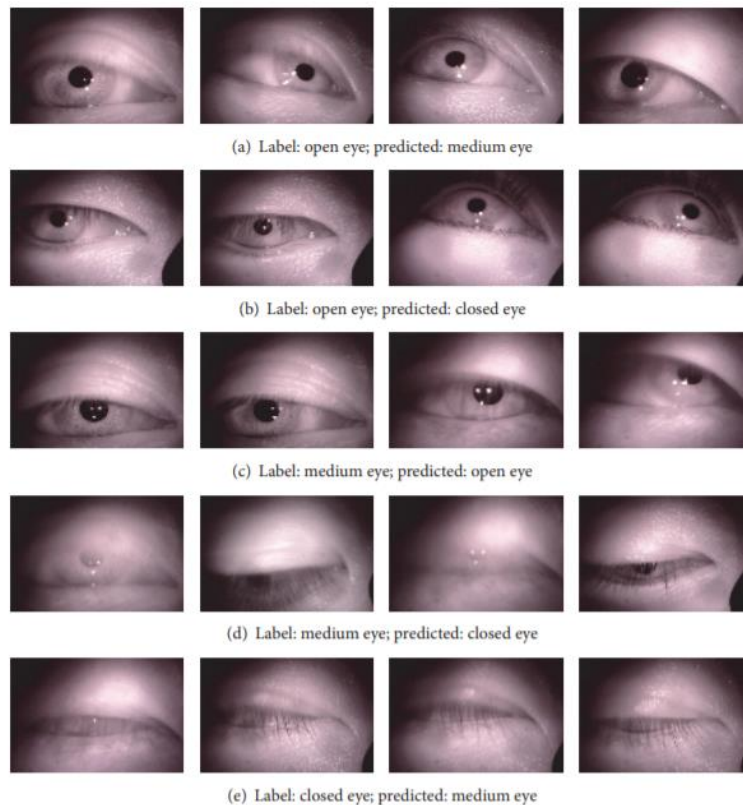 (a) Label: open eye; predicted: medium eye
(b) Label: open eye; predicted: closed eye
(c) Label: medium eye; predicted: open eye
(d) Label: medium eye; predicted: closed eye
(e) Label: closed eye; predicted: medium eye